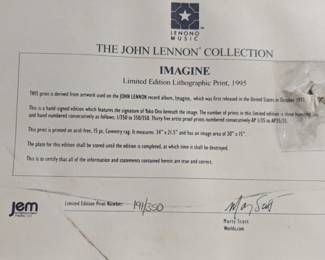 LENONO
MUSIC
THE JOHN LENNON® COLLECTION
IMAGINE
Limited Edition Lithographic Print, 1995
THIS print is derived from artwork used on the JOHN LENNON record album, Imagine, which was first released in the United States in October 1971.
This is a hand-signed edition which features the signature of Yoko Ono beneath the image. The number of prints in this limited edition is three hundred
and hand numbered consecutively as follows: 1/350 to 350/350. Thirty five artist proof prints numbered consecutively AP 1/35 to AP35/35.
This print is printed on acid-free, 15 pt. Coventry rag. It measures: 24" x 21.5" and has an image area of 20" x 15".
The plate for this edition shall be stored until the edition is completed, at which time it shall be destroyed.
This is to certify that all of the information and statements contained herein are true and correct.
jem
Limited Edition Print Number: 191/350
Marty Scott